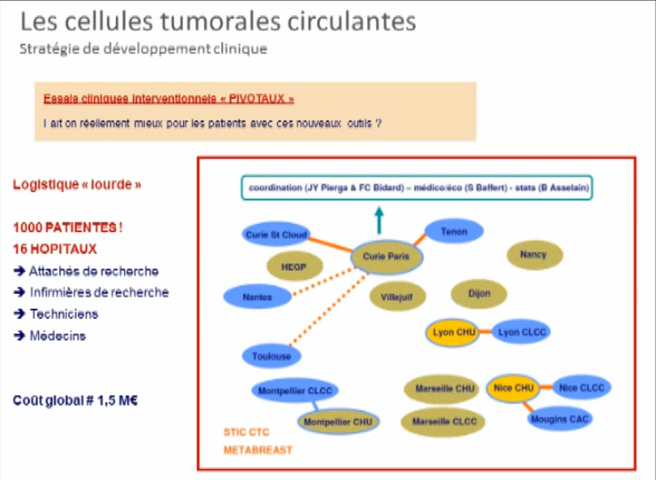 Les cellules tumorales circulantes
Stratégie de développement clinique
Essais cliniques interventionnels « PIVOTAUX »
Fait on réellement mieux pour les patients avec ces nouveaux outils ?
Logistique « lourde »
1000 PATIENTES !
16 HOPITAUX
➔ Attachés de recherche
➔ Infirmières de recherche
➔ Techniciens
➔ Médecins
Coût global # 1,5 M€
coordination (JY Pierga & FC Bidard) – médico/éco (S Baffert) - stats (B Asselain)
Curie St Cloud
Tenon
Curie Paris
Nancy
HEGP
Nantes
Villejuif
Dijon
Lyon CHU
Lyon CLCC
Toulouse
Montpellier CLCC
Marseille CHU
Nice CHU
Nice CLCC
Montpellier CHU
Marseille CLCC
Mougins CAC
STIC CTC
METABREAST